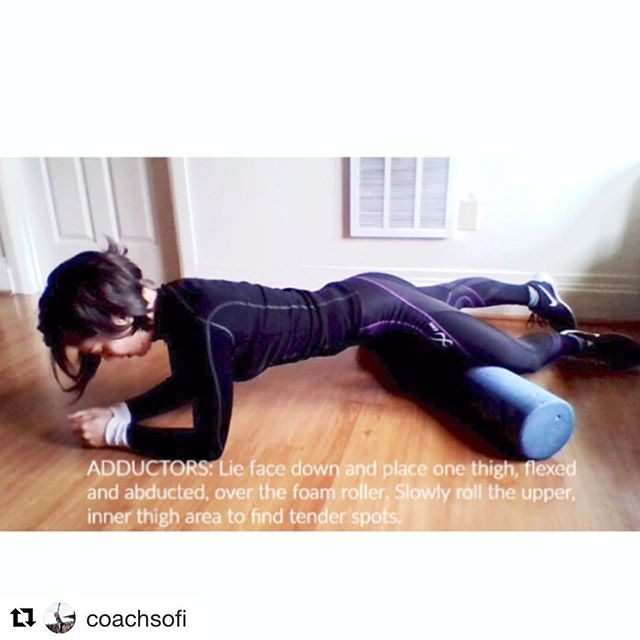 ADDUCTORS: Lie face down and place one thigh, flexed
and abducted, over the foam roller. Slowly roll the upper,
inner thigh area to find tender spots.
coachsofi